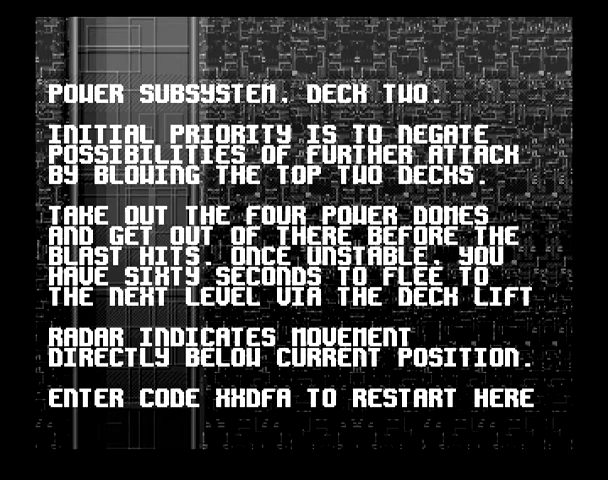 POWER SUBSYSTEM. DECK TWO.
INITIAL PRIORITY IS TO NEGATE
POSSIBILITIES OF FURTHER ATTACK
BY BLOWING THE TOP TWO DECKS.
TAKE OUT THE FOUR POWER DOMES
AND GET OUT OF THERE BEFORE THE
BLAST HITS. ONCE UNSTABLE. YOU
HAVE SIXTY SECONDS TO FLEE TO
THE NEXT LEVEL VIA THE DECK LIFT
RADAR INDICATES MOVEMENT
DIRECTLY BELOW CURRENT POSITION.
ENTER CODE XXDFA TO RESTART HERE